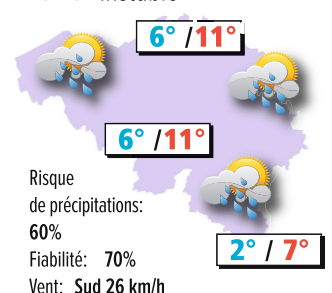 6° / 11°
6° / 11°
Risque
de précipitations:
60%
Fiabilité: 70%
2° / 7°
Vent: Sud 26 km/h